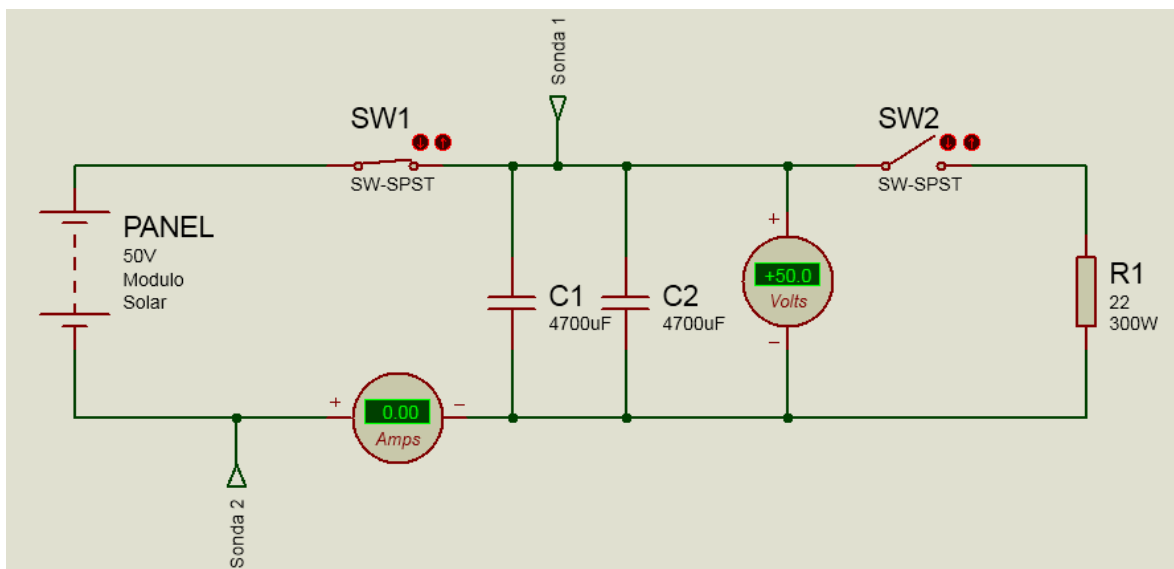 Sonda 1
SW1
SW-SPST
SW2
SW-SPST
PANEL
50V
Modulo
Solar
C1
4700uF
C2
4700uF
+
+50.0
Volts
−
R1
22
300W
+
0.00
Amps
−
Sonda 2